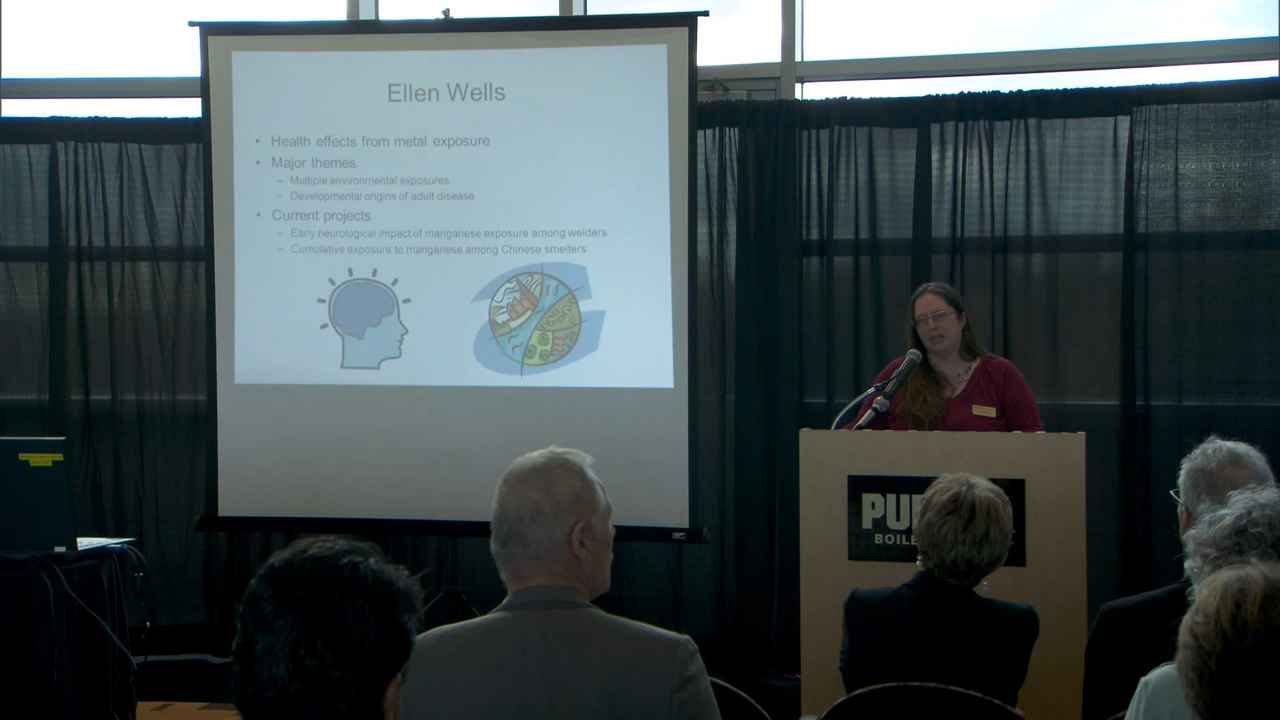 Ellen Wells
• Health effects from metal exposure
• Major themes
– Multiple environmental exposures
– Developmental origins of adult disease
• Current projects
– Early neurological impact of manganese exposure among welders
– Cumulative exposure to manganese among Chinese smelters
PU
BOILE